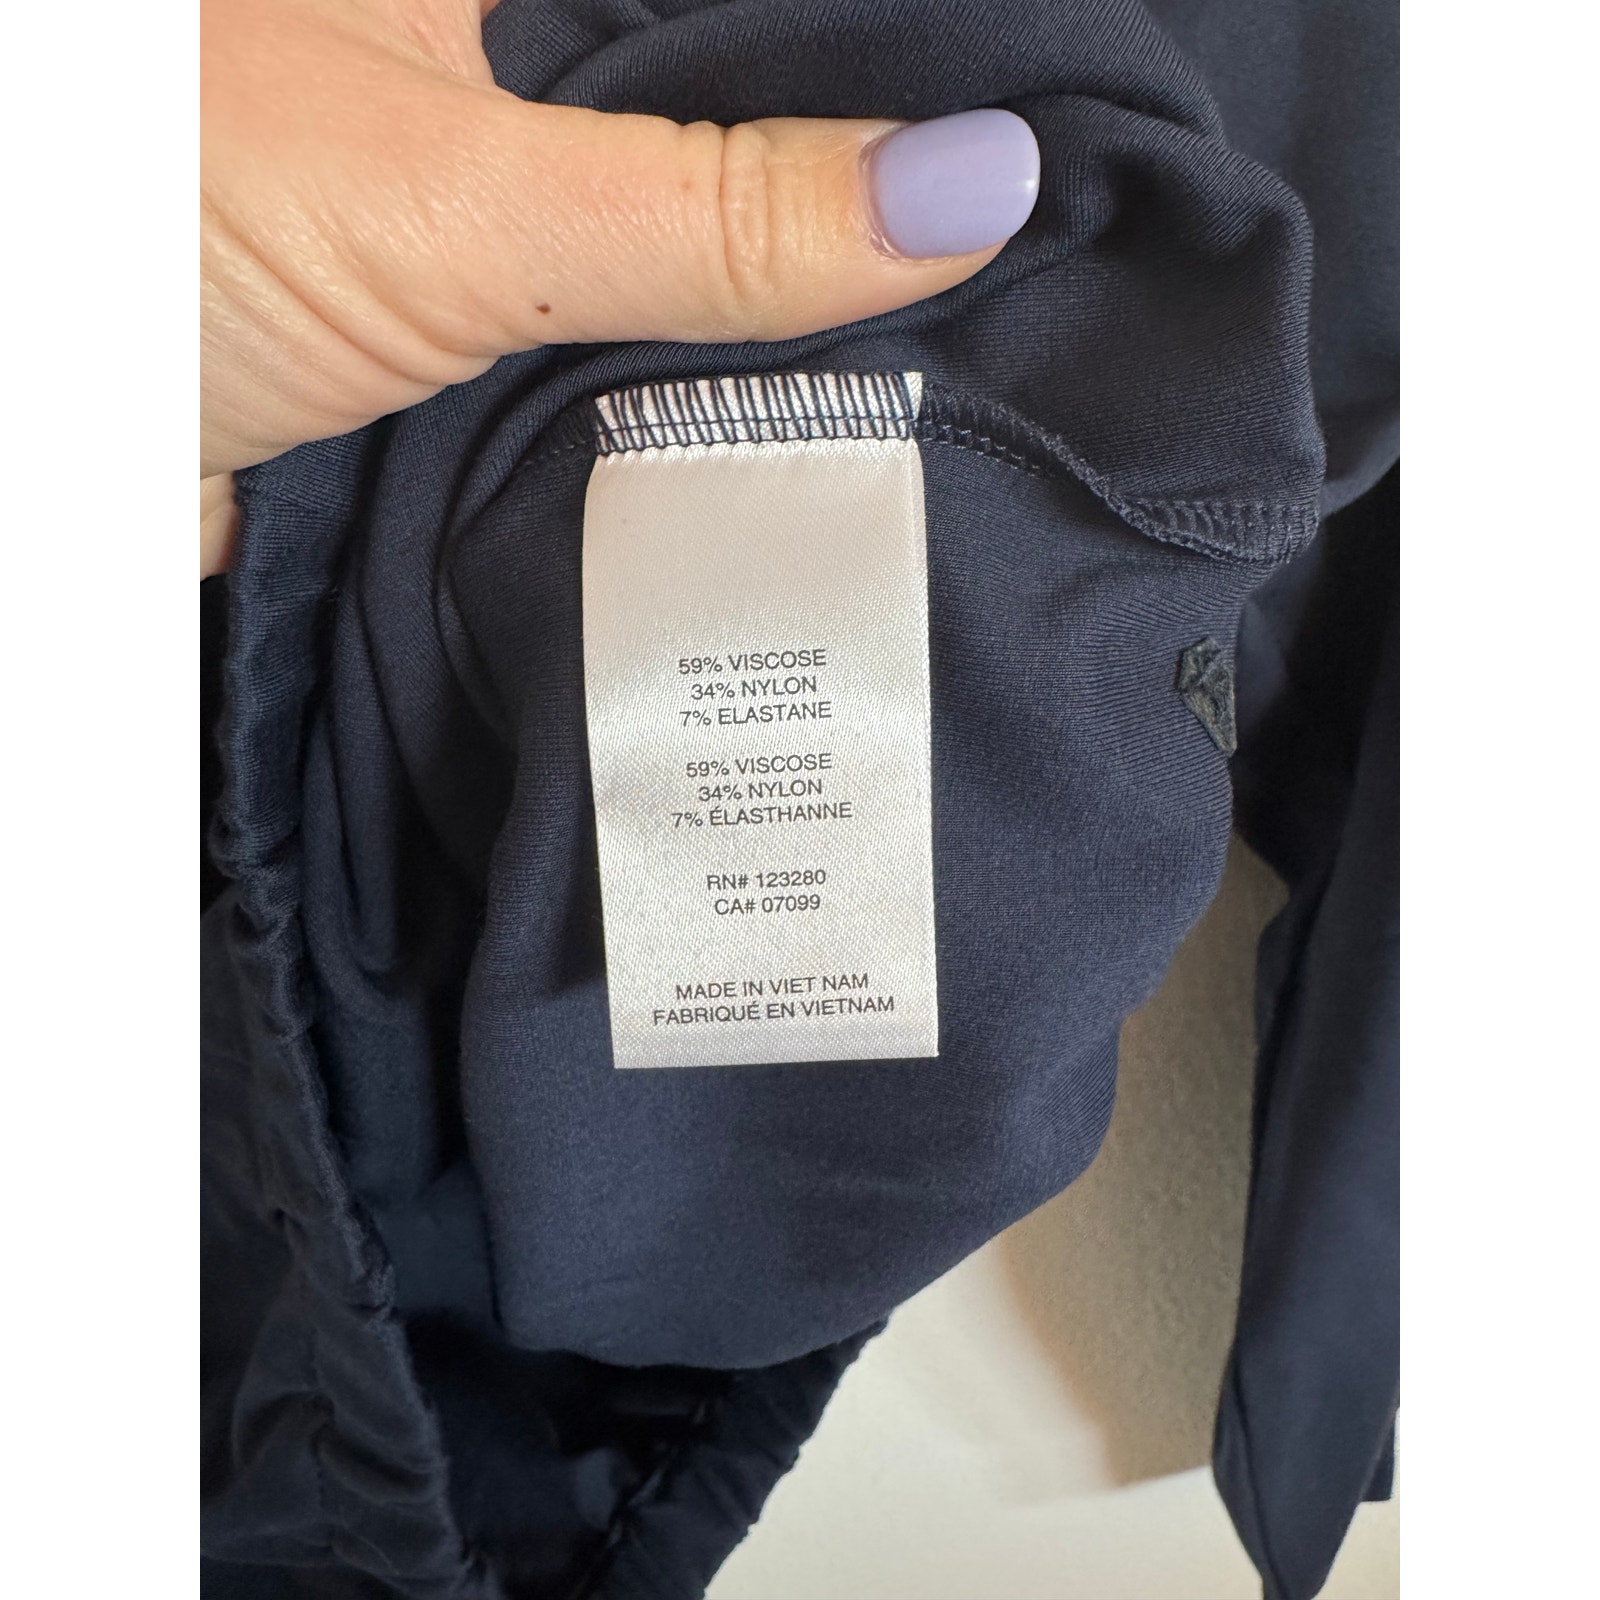 59% VISCOSE
34% NYLON
7% ELASTANE
59% VISCOSE
34% NYLON
7% ÉLASTHANNE
RN# 123280
CA# 07099
MADE IN VIET NAM
FABRIQUÉ EN VIETNAM